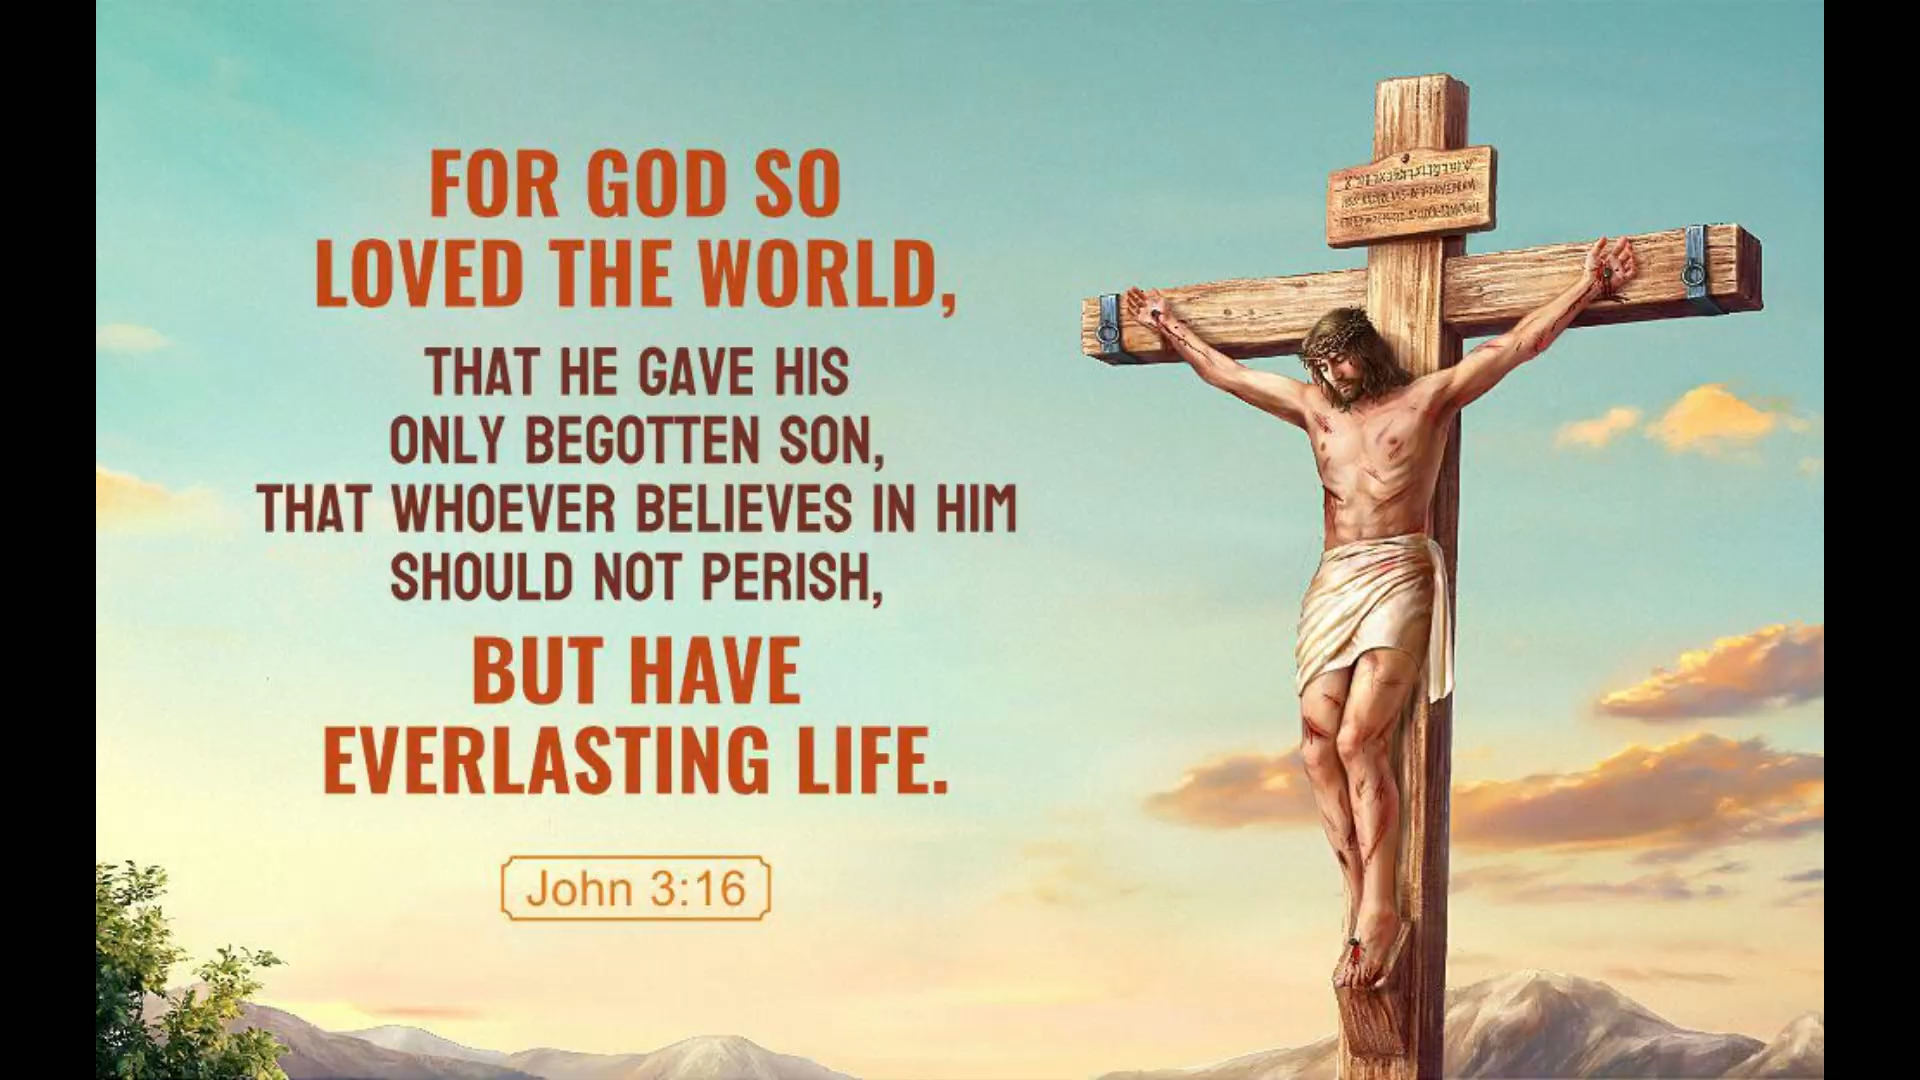 FOR GOD SO
LOVED THE WORLD,
THAT HE GAVE HIS
ONLY BEGOTTEN SON,
THAT WHOEVER BELIEVES IN HIM
SHOULD NOT PERISH,
BUT HAVE
EVERLASTING LIFE.
John 3:16